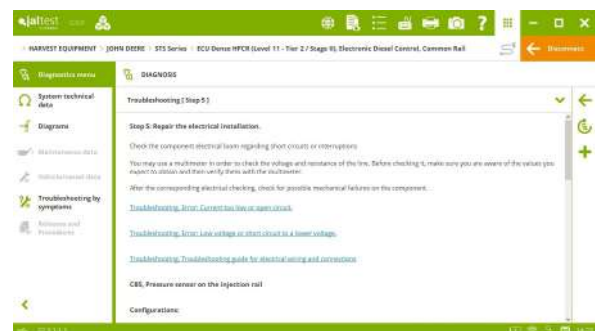 jaltest
?
HARVEST EQUIPMENT > JOHN DEERE > STS Series > ECU Denso HPCR (Level 11 - Tier 2 / Stage II), Electronic Diesel Control, Common Rail
Disconnect
Diagnostics menu
DIAGNOSIS
System technical data
Diagrams
Maintenance data
Troubleshooting by symptoms
Releases and Procedures
Troubleshooting [ Step 5 ]
Step 5: Repair the electrical installation.
Check the component electrical loom regarding short circuits or interruptions.
You may use a multimeter in order to check the voltage and resistance of the line. Before checking it, make sure you are aware of the values you
expect to obtain and then verify them with the multimeter.
After the corresponding electrical checking, check for possible mechanical failures on the component.
Troubleshooting. Error: Current too low or open circuit.
Troubleshooting. Error: Low voltage or short circuit to a lower voltage.
Troubleshooting. Troubleshooting guide for electrical wiring and connections
CBS, Pressure sensor on the injection rail
Configurations: